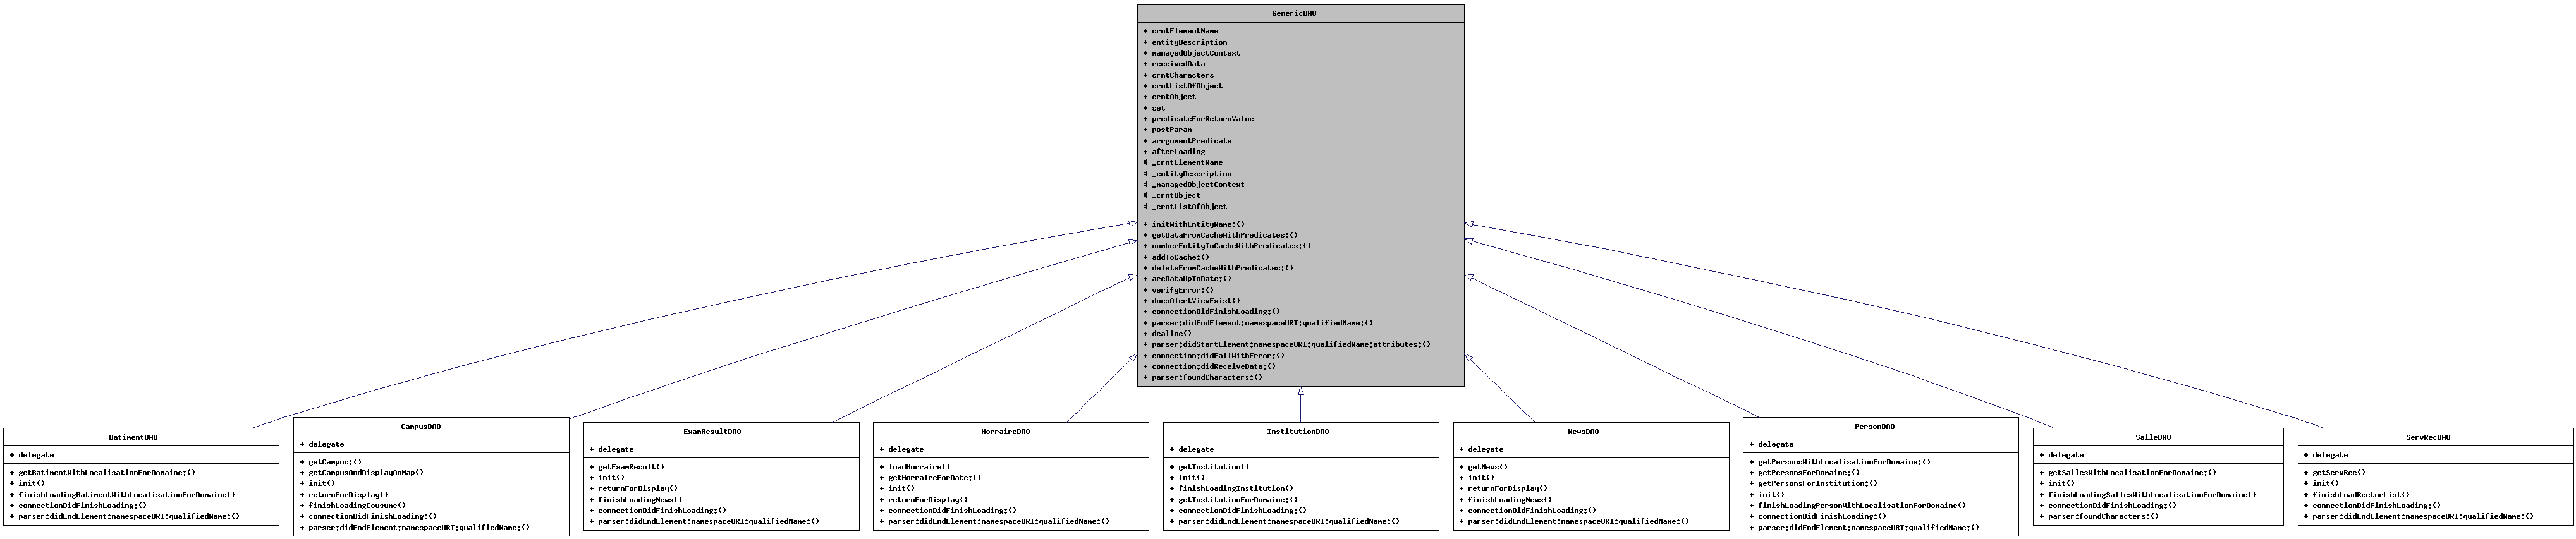 GenericDAO
+ crntElementName
+ entityDescription
+ managedObjectContext
+ receivedData
+ crntCharacters
+ crntListOfObject
+ crntObject
+ set
+ predicateForReturnValue
+ postParam
+ arrgumentPredicate
+ afterLoading
# _crntElementName
# _entityDescription
# _managedObjectContext
# _crntObject
# _crntListOfObject
+ initWithEntityName:()
+ getDataFromCacheWithPredicates:()
+ numberEntityInCacheWithPredicates:()
+ addToCache:()
+ deleteFromCacheWithPredicates:()
+ areDataUpToDate:()
+ verifyError:()
+ doesAlertViewExist()
+ connectionDidFinishLoading:()
+ parser:didEndElement:namespaceURI:qualifiedName:()
+ dealloc()
+ parser:didStartElement:namespaceURI:qualifiedName:attributes:()
+ connection:didFailWithError:()
+ connection:didReceiveData:()
+ parser:foundCharacters:()
BatimentDAO
+ delegate
+ getBatimentWithLocalisationForDomaine:()
+ init()
+ finishLoadingBatimentWithLocalisationForDomaine()
+ connectionDidFinishLoading:()
+ parser:didEndElement:namespaceURI:qualifiedName:()
CampusDAO
+ delegate
+ getCampus:()
+ getCampusAndDisplayOnMap()
+ init()
+ returnForDisplay()
+ finishLoadingCousume()
+ connectionDidFinishLoading:()
+ parser:didEndElement:namespaceURI:qualifiedName:()
ExamResultDAO
+ delegate
+ getExamResult()
+ init()
+ returnForDisplay()
+ finishLoadingNews()
+ connectionDidFinishLoading:()
+ parser:didEndElement:namespaceURI:qualifiedName:()
HorraireDAO
+ delegate
+ loadHorraire()
+ getHorraireForDate:()
+ init()
+ returnForDisplay()
+ connectionDidFinishLoading:()
+ parser:didEndElement:namespaceURI:qualifiedName:()
InstitutionDAO
+ delegate
+ getInstitution()
+ init()
+ finishLoadingInstitution()
+ getInstitutionForDomaine:()
+ connectionDidFinishLoading:()
+ parser:didEndElement:namespaceURI:qualifiedName:()
NewsDAO
+ delegate
+ getNews()
+ init()
+ returnForDisplay()
+ finishLoadingNews()
+ connectionDidFinishLoading:()
+ parser:didEndElement:namespaceURI:qualifiedName:()
PersonDAO
+ delegate
+ getPersonsWithLocalisationForDomaine:()
+ getPersonsForDomaine:()
+ getPersonsForInstitution:()
+ init()
+ finishLoadingPersonWithLocalisationForDomaine()
+ connectionDidFinishLoading:()
+ parser:didEndElement:namespaceURI:qualifiedName:()
SalleDAO
+ delegate
+ getSallesWithLocalisationForDomaine:()
+ init()
+ finishLoadingSallesWithLocalisationForDomaine()
+ connectionDidFinishLoading:()
+ parser:foundCharacters:()
ServRecDAO
+ delegate
+ getServRec()
+ init()
+ finishLoadRectorList()
+ connectionDidFinishLoading:()
+ parser:didEndElement:namespaceURI:qualifiedName:()